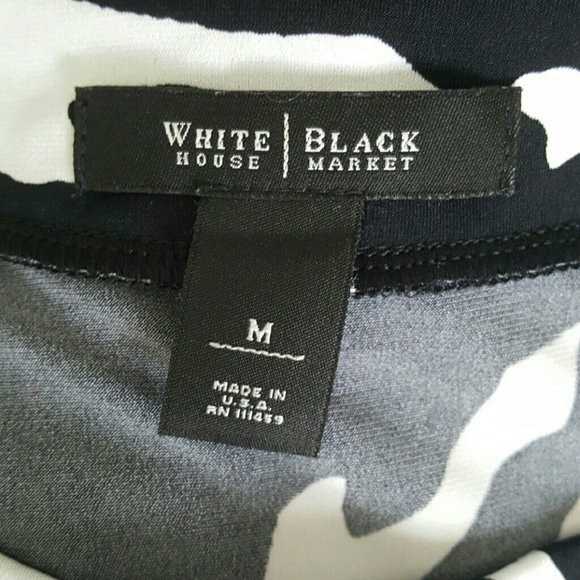 WHITE | BLACK
HOUSE | MARKET
M
MADE IN
U.S.A.
RN 111459